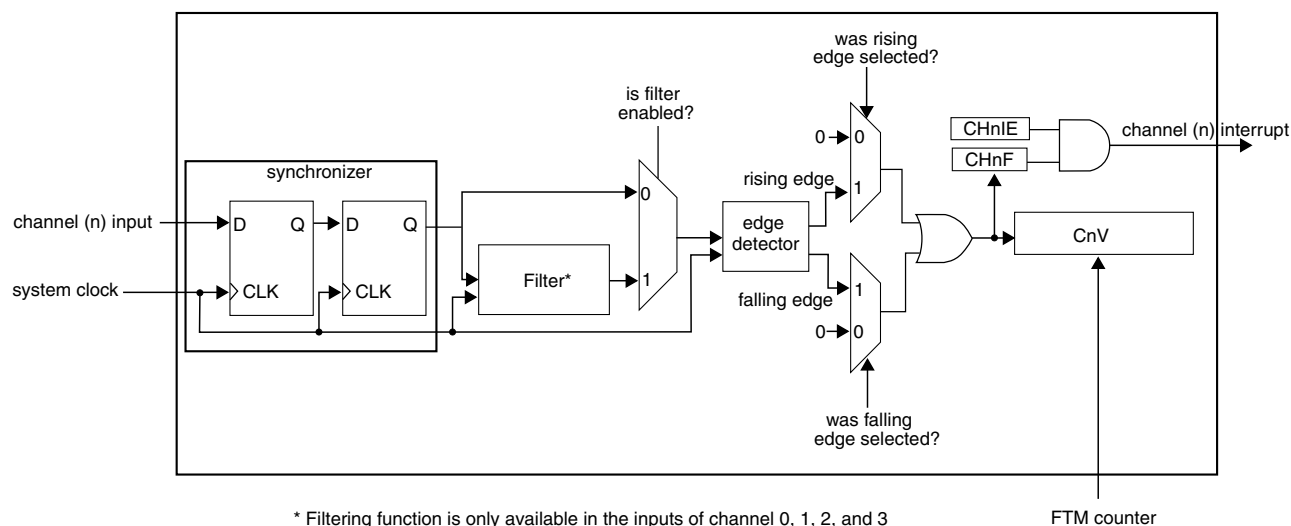 was rising
edge selected?
is filter
enabled?
0
0
CHnIE
channel (n) interrupt
CHnF
synchronizer
rising edge
1
0
channel (n) input
D
Q
D
Q
edge
detector
CnV
Filter*
1
system clock
CLK
CLK
falling edge
1
0
0
was falling
edge selected?
* Filtering function is only available in the inputs of channel 0, 1, 2, and 3
FTM counter